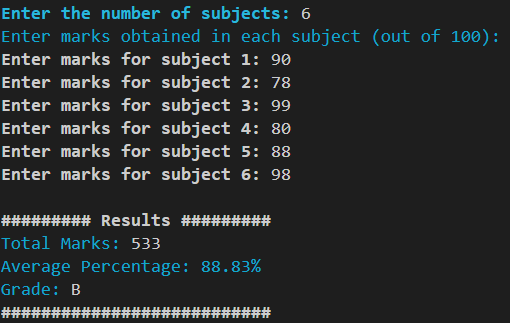 Enter the number of subjects: 6
Enter marks obtained in each subject (out of 100):
Enter marks for subject 1: 90
Enter marks for subject 2: 78
Enter marks for subject 3: 99
Enter marks for subject 4: 80
Enter marks for subject 5: 88
Enter marks for subject 6: 98
######### Results #########
Total Marks: 533
Average Percentage: 88.83%
Grade: B
###########################